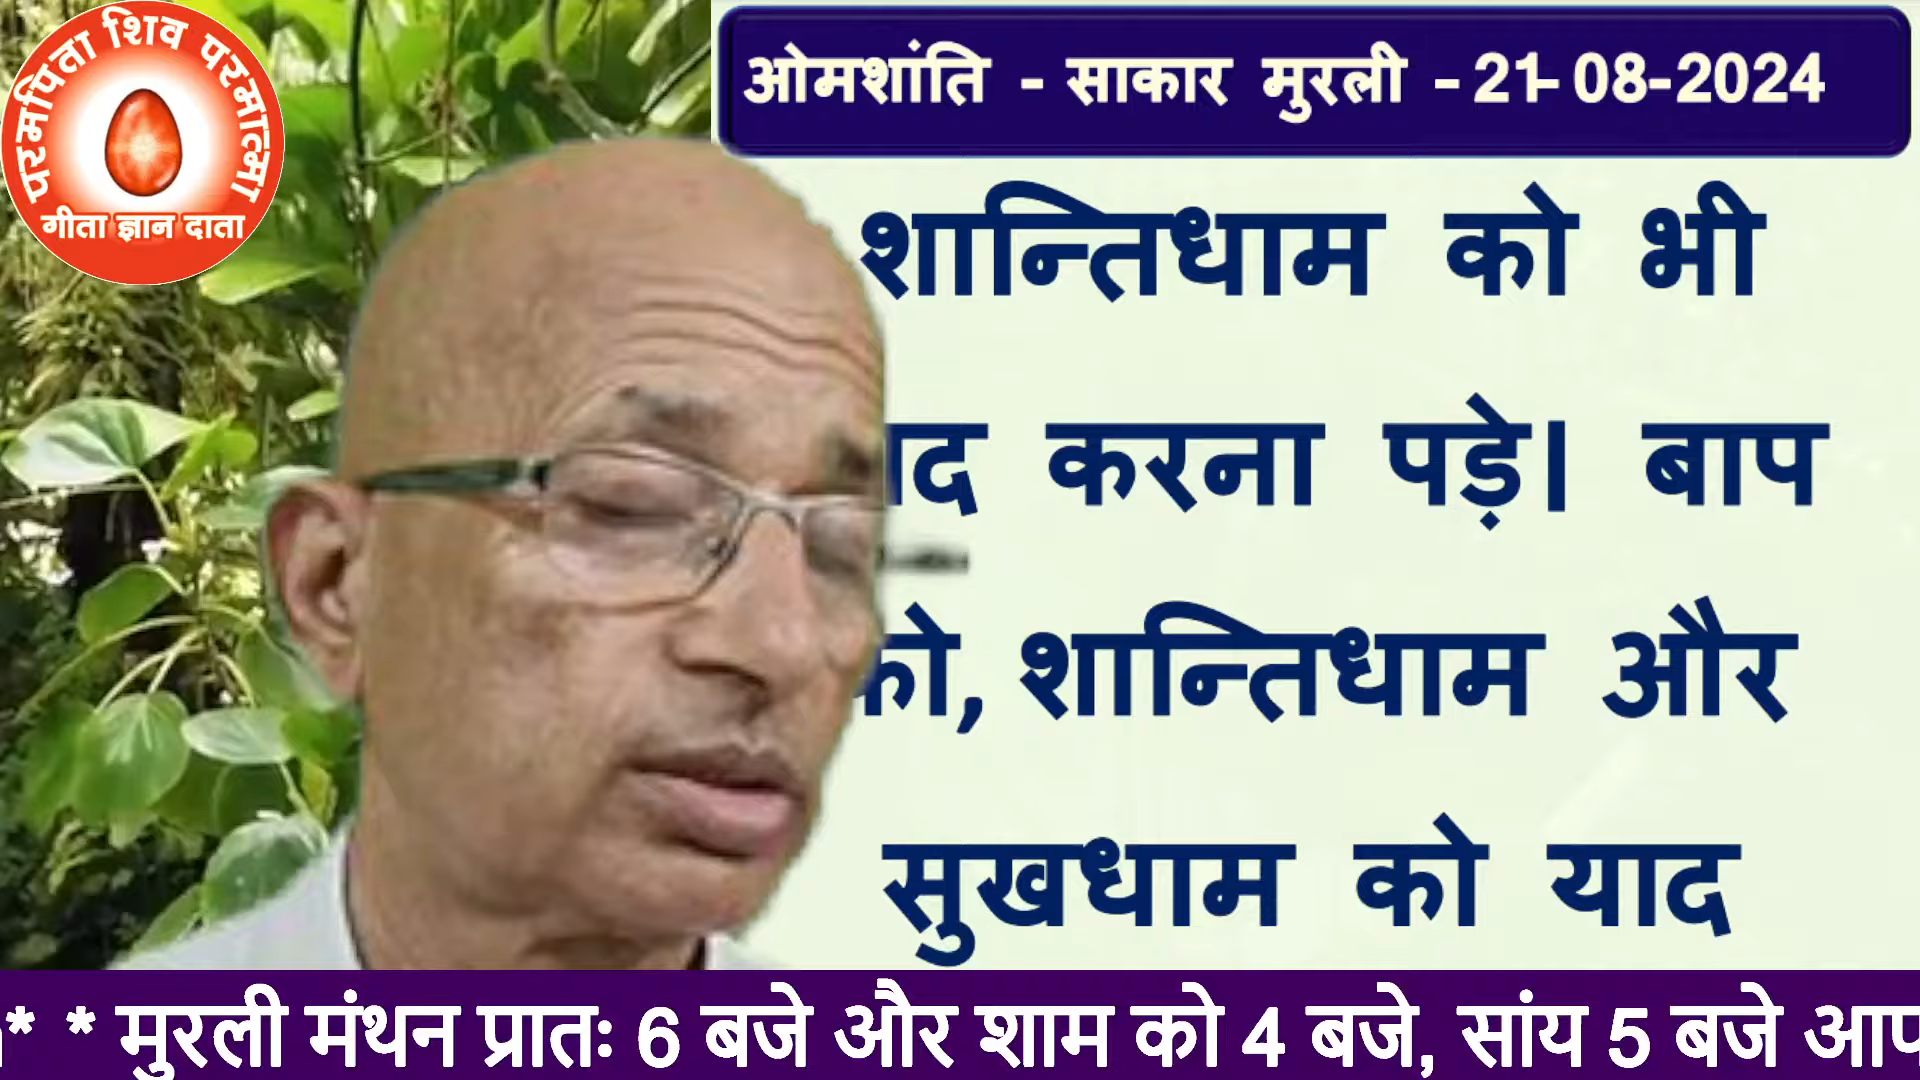 परमपिता शिव परमात्मा
गीता ज्ञान दाता
ओमशांति - साकार मुरली - 21- 08-2024
शान्तिधाम को भी
करना पड़े। बाप
शान्तिधाम और
सुखधाम को याद
* * मुरली मंथन प्रातः 6 बजे और शाम को 4 बजे, सांय 5 बजे